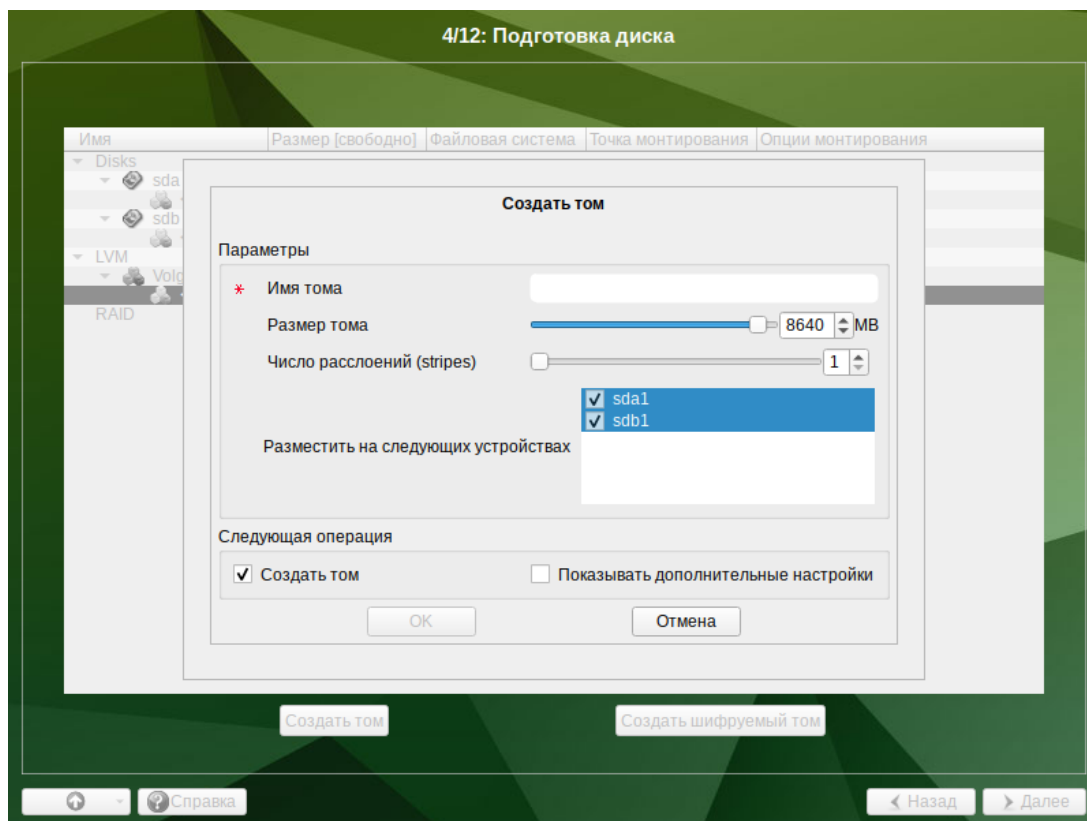 4/12: Подготовка диска
Имя Размер [свободно] Файловая система Точка монтирования Опции монтирования
Disks
sda
sdb
LVM
RAID
Создать том
Параметры
* Имя тома
Размер тома 8640 MB
Число расслоений (stripes) 1
sda1
sdb1
Разместить на следующих устройствах
Следующая операция
Создать том Показывать дополнительные настройки
OK Отмена
Создать том Создать шифруемый том
Справка Назад Далее